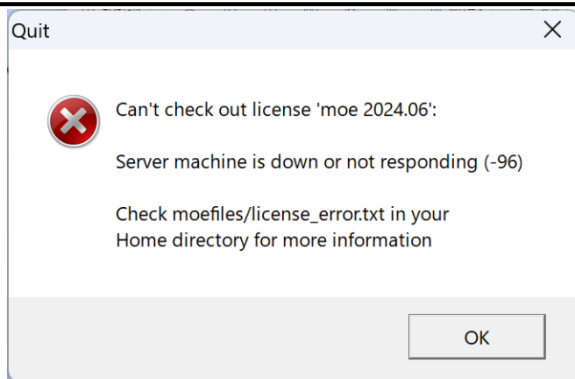 Quit
Can't check out license 'moe 2024.06':
Server machine is down or not responding (-96)
Check moefiles/license_error.txt in your
Home directory for more information
OK